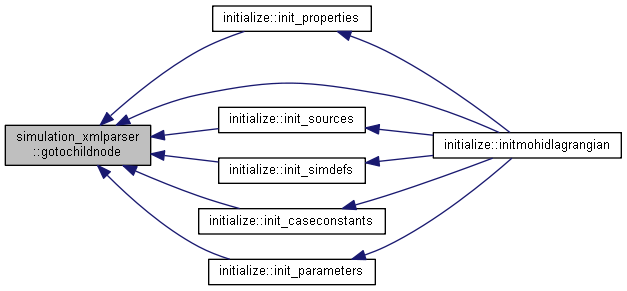 initialize::init_properties
simulation_xmlparser
::gotochildnode
initialize::init_sources
initialize::initmohidlagrangian
initialize::init_simdefs
initialize::init_caseconstants
initialize::init_parameters